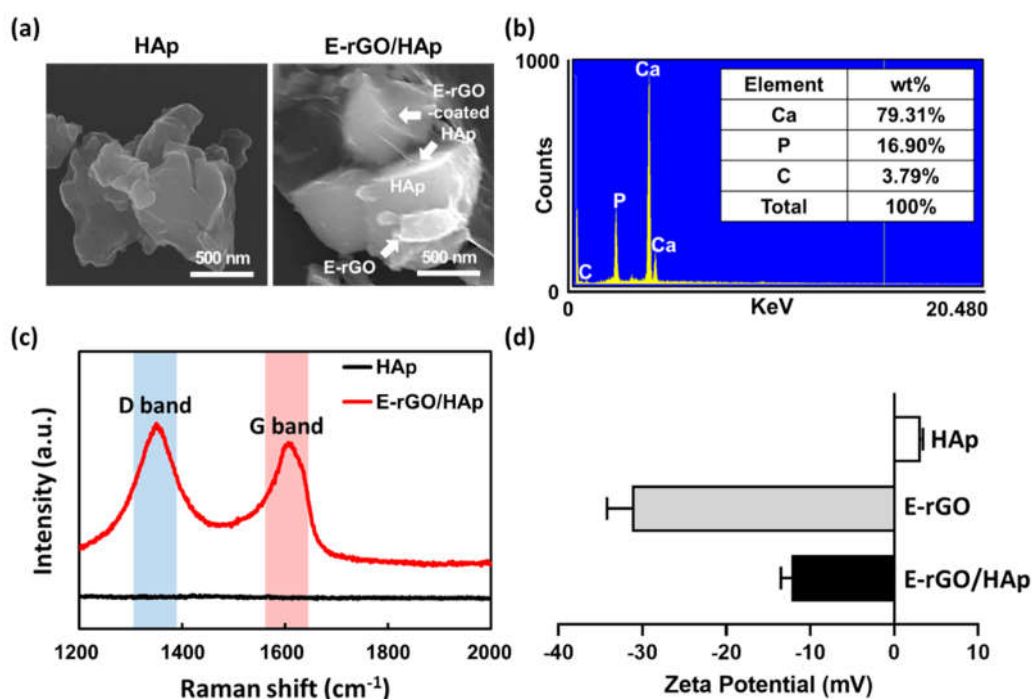 (a)
HAp
E-rGO/HAp
E-rGO
-coated
HAp
HAp
E-rGO
500 nm
500 nm
(b)
1000
Counts
0
C
P
Ca
Ca
Element wt%
Ca 79.31%
P 16.90%
C 3.79%
Total 100%
0 KeV 20.480
(c)
Intensity (a.u.)
D band
G band
HAp
E-rGO/HAp
1200 1400 1600 1800 2000
Raman shift (cm⁻¹)
(d)
HAp
E-rGO
E-rGO/HAp
-40 -30 -20 -10 0 10
Zeta Potential (mV)